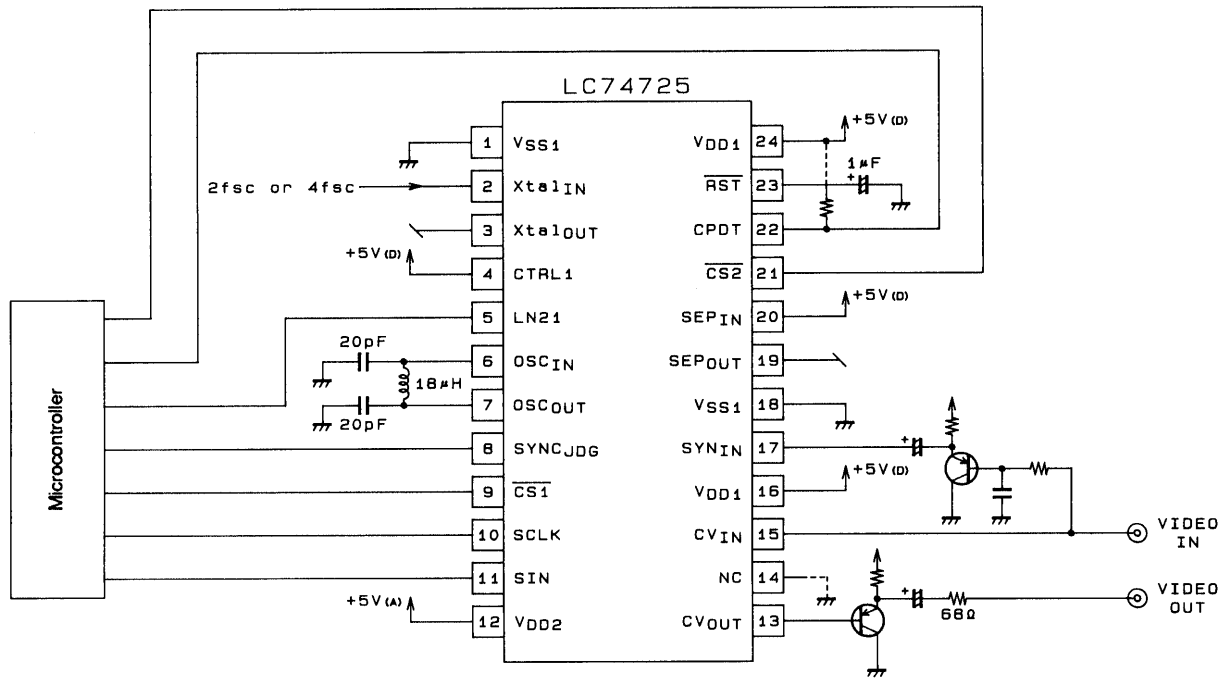 LC74725
+5V(D)
1 VSS1
VDD1 24
1μF
+
2fsc or 4fsc
2 XtalIN
RST 23
3 XtalOUT
CPDT 22
+5V(D)
4 CTRL1
CS2 21
+5V(D)
5 LN21
SEPIN 20
20pF
6 OSCIN
SEPOUT 19
18μH
7 OSCOUT
VSS1 18
20pF
8 SYNCJDG
SYNIN 17
+
+5V(D)
9 CS1
VDD1 16
10 SCLK
CVIN 15
VIDEO
IN
11 SIN
NC 14
+5V(A)
+
68Ω
VIDEO
OUT
12 VDD2
CVOUT 13
Microcontroller